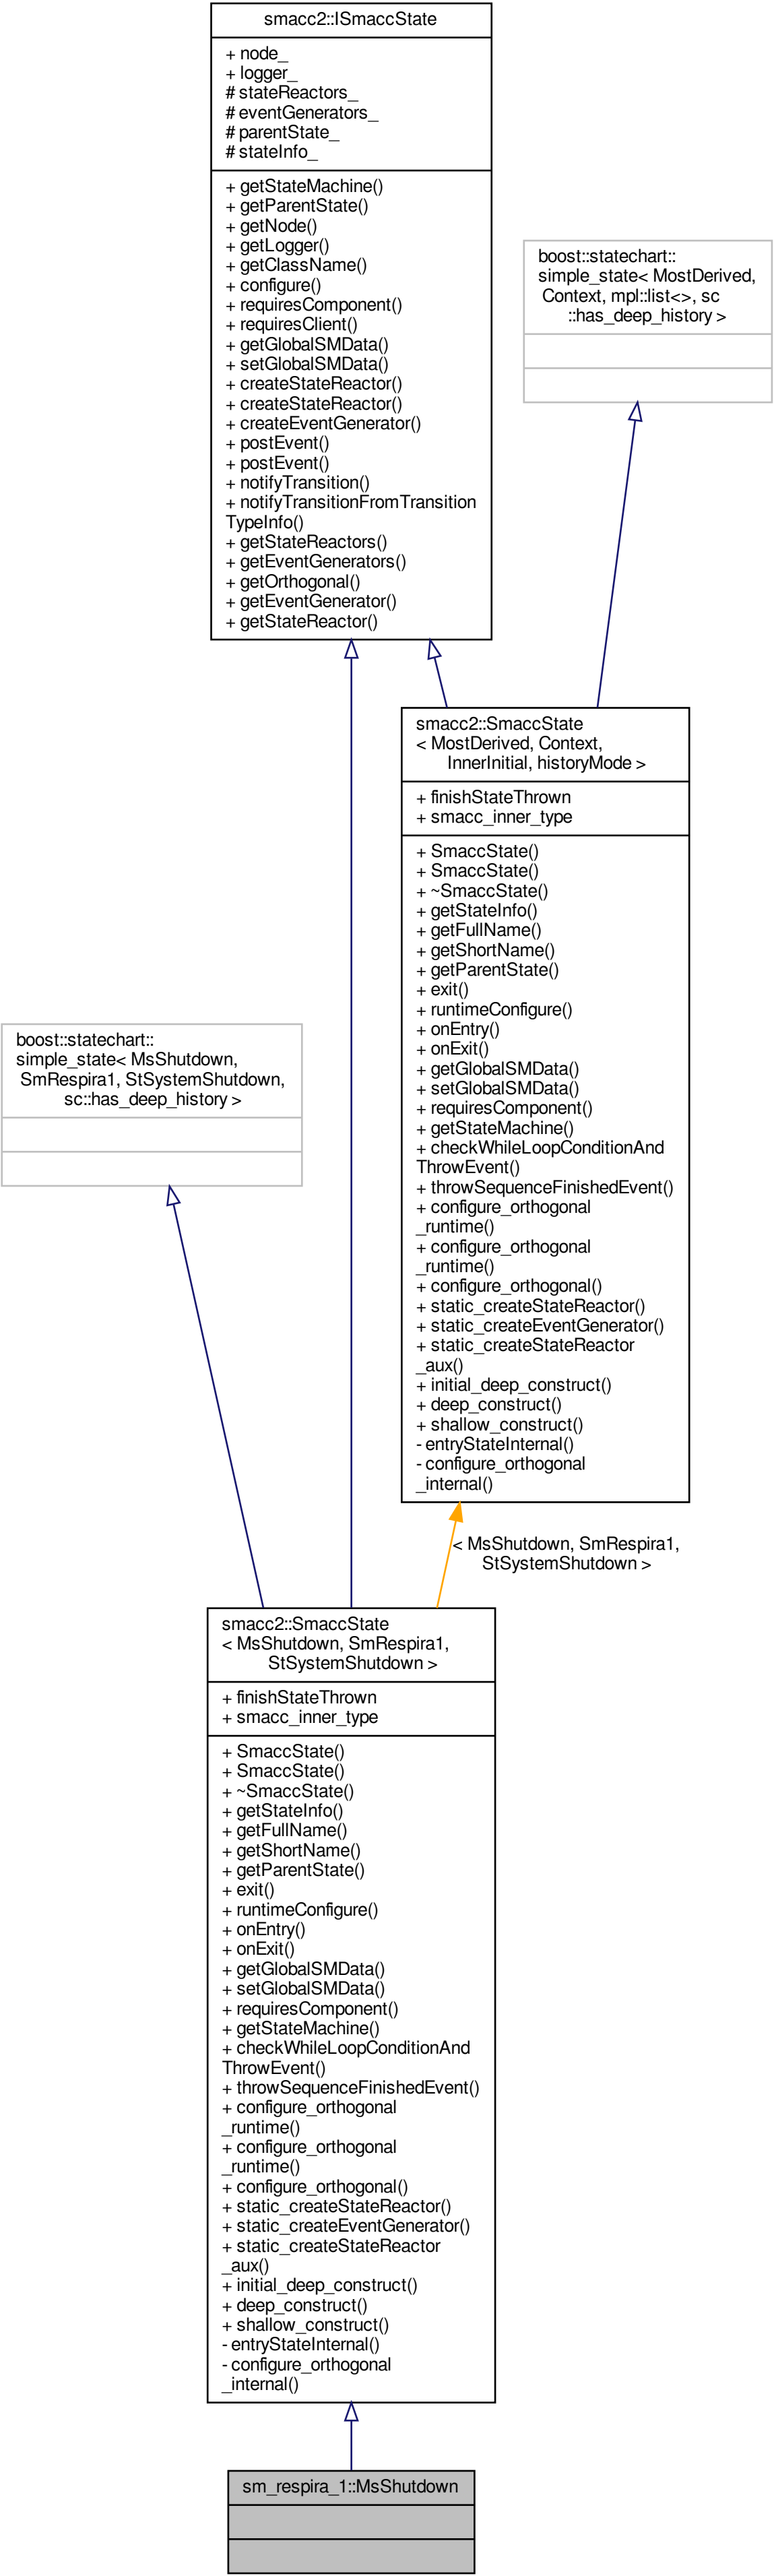 smacc2::ISmaccState
+ node_
+ logger_
# stateReactors_
# eventGenerators_
# parentState_
# stateInfo_
+ getStateMachine()
+ getParentState()
+ getNode()
+ getLogger()
+ getClassName()
+ configure()
+ requiresComponent()
+ requiresClient()
+ getGlobalSMData()
+ setGlobalSMData()
+ createStateReactor()
+ createStateReactor()
+ createEventGenerator()
+ postEvent()
+ postEvent()
+ notifyTransition()
+ notifyTransitionFromTransition
TypeInfo()
+ getStateReactors()
+ getEventGenerators()
+ getOrthogonal()
+ getEventGenerator()
+ getStateReactor()
boost::statechart::
simple_state< MostDerived,
Context, mpl::list<>, sc
::has_deep_history >
smacc2::SmaccState
< MostDerived, Context,
InnerInitial, historyMode >
+ finishStateThrown
+ smacc_inner_type
+ SmaccState()
+ SmaccState()
+ ~SmaccState()
+ getStateInfo()
+ getFullName()
+ getShortName()
+ getParentState()
+ exit()
+ runtimeConfigure()
+ onEntry()
+ onExit()
+ getGlobalSMData()
+ setGlobalSMData()
+ requiresComponent()
+ getStateMachine()
+ checkWhileLoopConditionAnd
ThrowEvent()
+ throwSequenceFinishedEvent()
+ configure_orthogonal
_runtime()
+ configure_orthogonal
_runtime()
+ configure_orthogonal()
+ static_createStateReactor()
+ static_createEventGenerator()
+ static_createStateReactor
_aux()
+ initial_deep_construct()
+ deep_construct()
+ shallow_construct()
- entryStateInternal()
- configure_orthogonal
_internal()
boost::statechart::
simple_state< MsShutdown,
SmRespira1, StSystemShutdown,
sc::has_deep_history >
< MsShutdown, SmRespira1,
StSystemShutdown >
smacc2::SmaccState
< MsShutdown, SmRespira1,
StSystemShutdown >
+ finishStateThrown
+ smacc_inner_type
+ SmaccState()
+ SmaccState()
+ ~SmaccState()
+ getStateInfo()
+ getFullName()
+ getShortName()
+ getParentState()
+ exit()
+ runtimeConfigure()
+ onEntry()
+ onExit()
+ getGlobalSMData()
+ setGlobalSMData()
+ requiresComponent()
+ getStateMachine()
+ checkWhileLoopConditionAnd
ThrowEvent()
+ throwSequenceFinishedEvent()
+ configure_orthogonal
_runtime()
+ configure_orthogonal
_runtime()
+ configure_orthogonal()
+ static_createStateReactor()
+ static_createEventGenerator()
+ static_createStateReactor
_aux()
+ initial_deep_construct()
+ deep_construct()
+ shallow_construct()
- entryStateInternal()
- configure_orthogonal
_internal()
sm_respira_1::MsShutdown